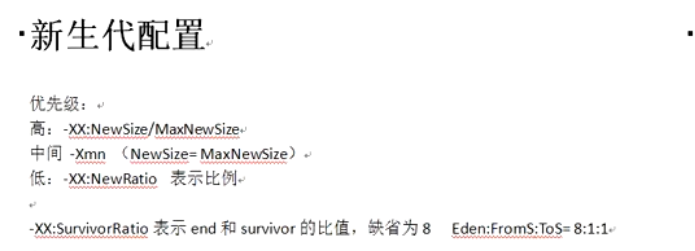 ·新生代配置
优先级：
高：-XX:NewSize/MaxNewSize
中间 -Xmn （NewSize= MaxNewSize）
低：-XX:NewRatio 表示比例
-XX:SurvivorRatio 表示 end 和 survivor 的比值，缺省为 8 Eden:FromS:ToS= 8:1:1